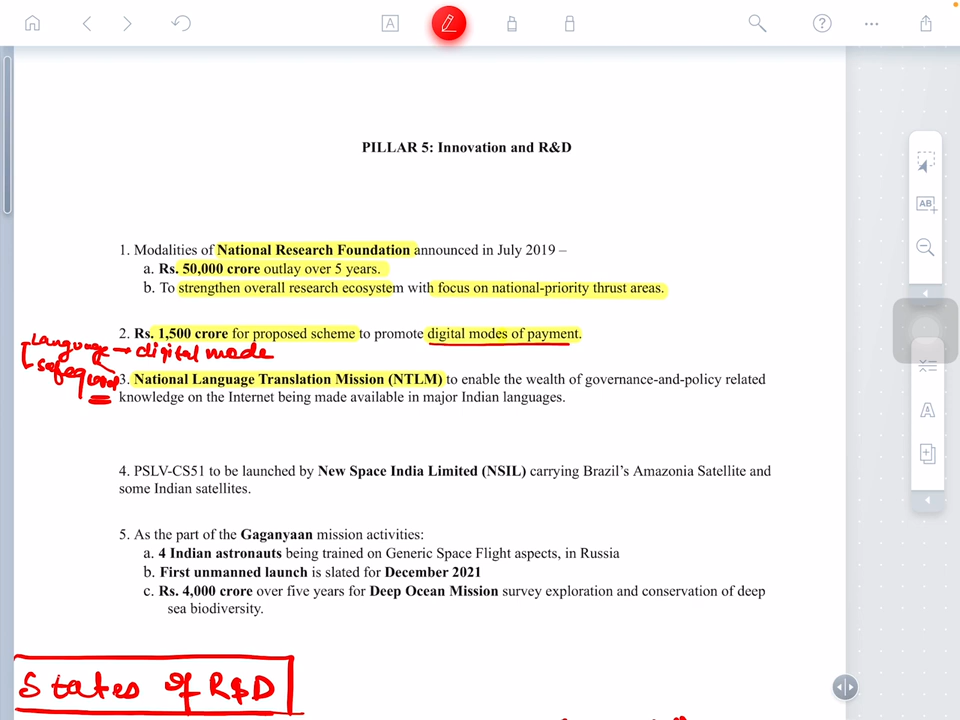 PILLAR 5: Innovation and R&D
1. Modalities of National Research Foundation announced in July 2019 –
a. Rs. 50,000 crore outlay over 5 years.
b. To strengthen overall research ecosystem with focus on national-priority thrust areas.
2. Rs. 1,500 crore for proposed scheme to promote digital modes of payment.
Language → digital mode
3. National Language Translation Mission (NTLM) to enable the wealth of governance-and-policy related
knowledge on the Internet being made available in major Indian languages.
4. PSLV-CS51 to be launched by New Space India Limited (NSIL) carrying Brazil's Amazonia Satellite and
some Indian satellites.
5. As the part of the Gaganyaan mission activities:
a. 4 Indian astronauts being trained on Generic Space Flight aspects, in Russia
b. First unmanned launch is slated for December 2021
c. Rs. 4,000 crore over five years for Deep Ocean Mission survey exploration and conservation of deep
sea biodiversity.
States of R&D